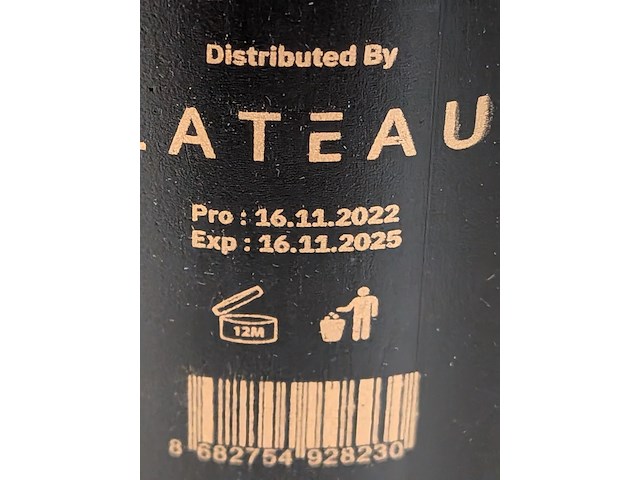 Distributed By
LATEAU
Pro : 16.11.2022
Exp : 16.11.2025
12M
8 682754 928230